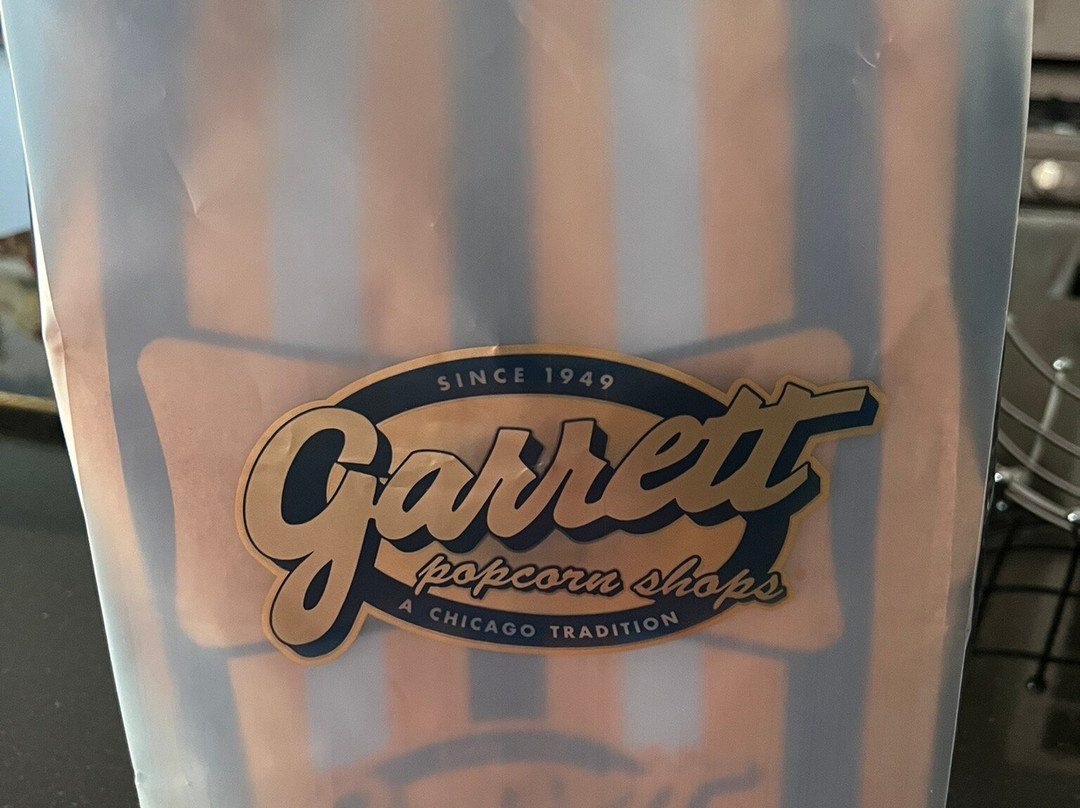 SINCE 1949
Garrett
popcorn shops
A CHICAGO TRADITION